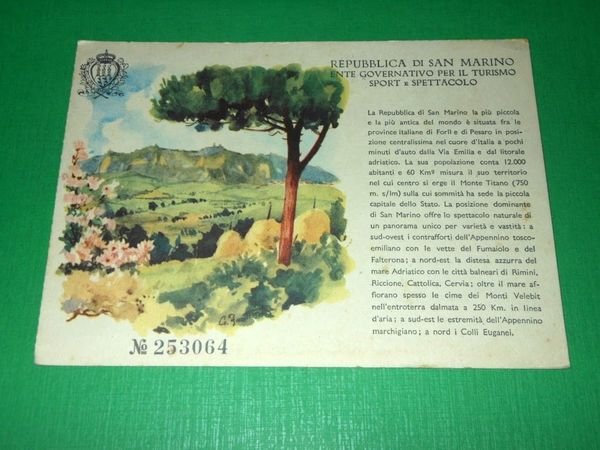 REPUBBLICA DI SAN MARINO
ENTE GOVERNATIVO PER IL TURISMO
SPORT E SPETTACOLO
La Repubblica di San Marino la più piccola
e la più antica del mondo è situata fra le
province italiane di Forlì e di Pesaro in posi-
zione centralissima nel cuore d'Italia a pochi
minuti d'auto dalla Via Emilia e dal litorale
adriatico. La sua popolazione conta 12.000
abitanti e 60 Kmq misura il suo territorio
nel cui centro si erge il Monte Titano (750
m. s/lm) sulla cui sommità ha sede la piccola
capitale dello Stato. La posizione dominante
di San Marino offre lo spettacolo naturale di
un panorama unico per varietà e vastità : a
sud-ovest i contrafforti dell'Appennino tosco-
emiliano con le vette del Fumaiolo e del
Falterona; a nord-est la distesa azzurra del
mare Adriatico con le città balneari di Rimini,
Riccione, Cattolica, Cervia; oltre il mare af-
fiorano spesso le cime dei Monti Velebit
nell'entroterra dalmata a 250 Km. in linea
d'aria; a sud-est le estremità dell'Appennino
marchigiano; a nord i Colli Euganei.
№ 253064